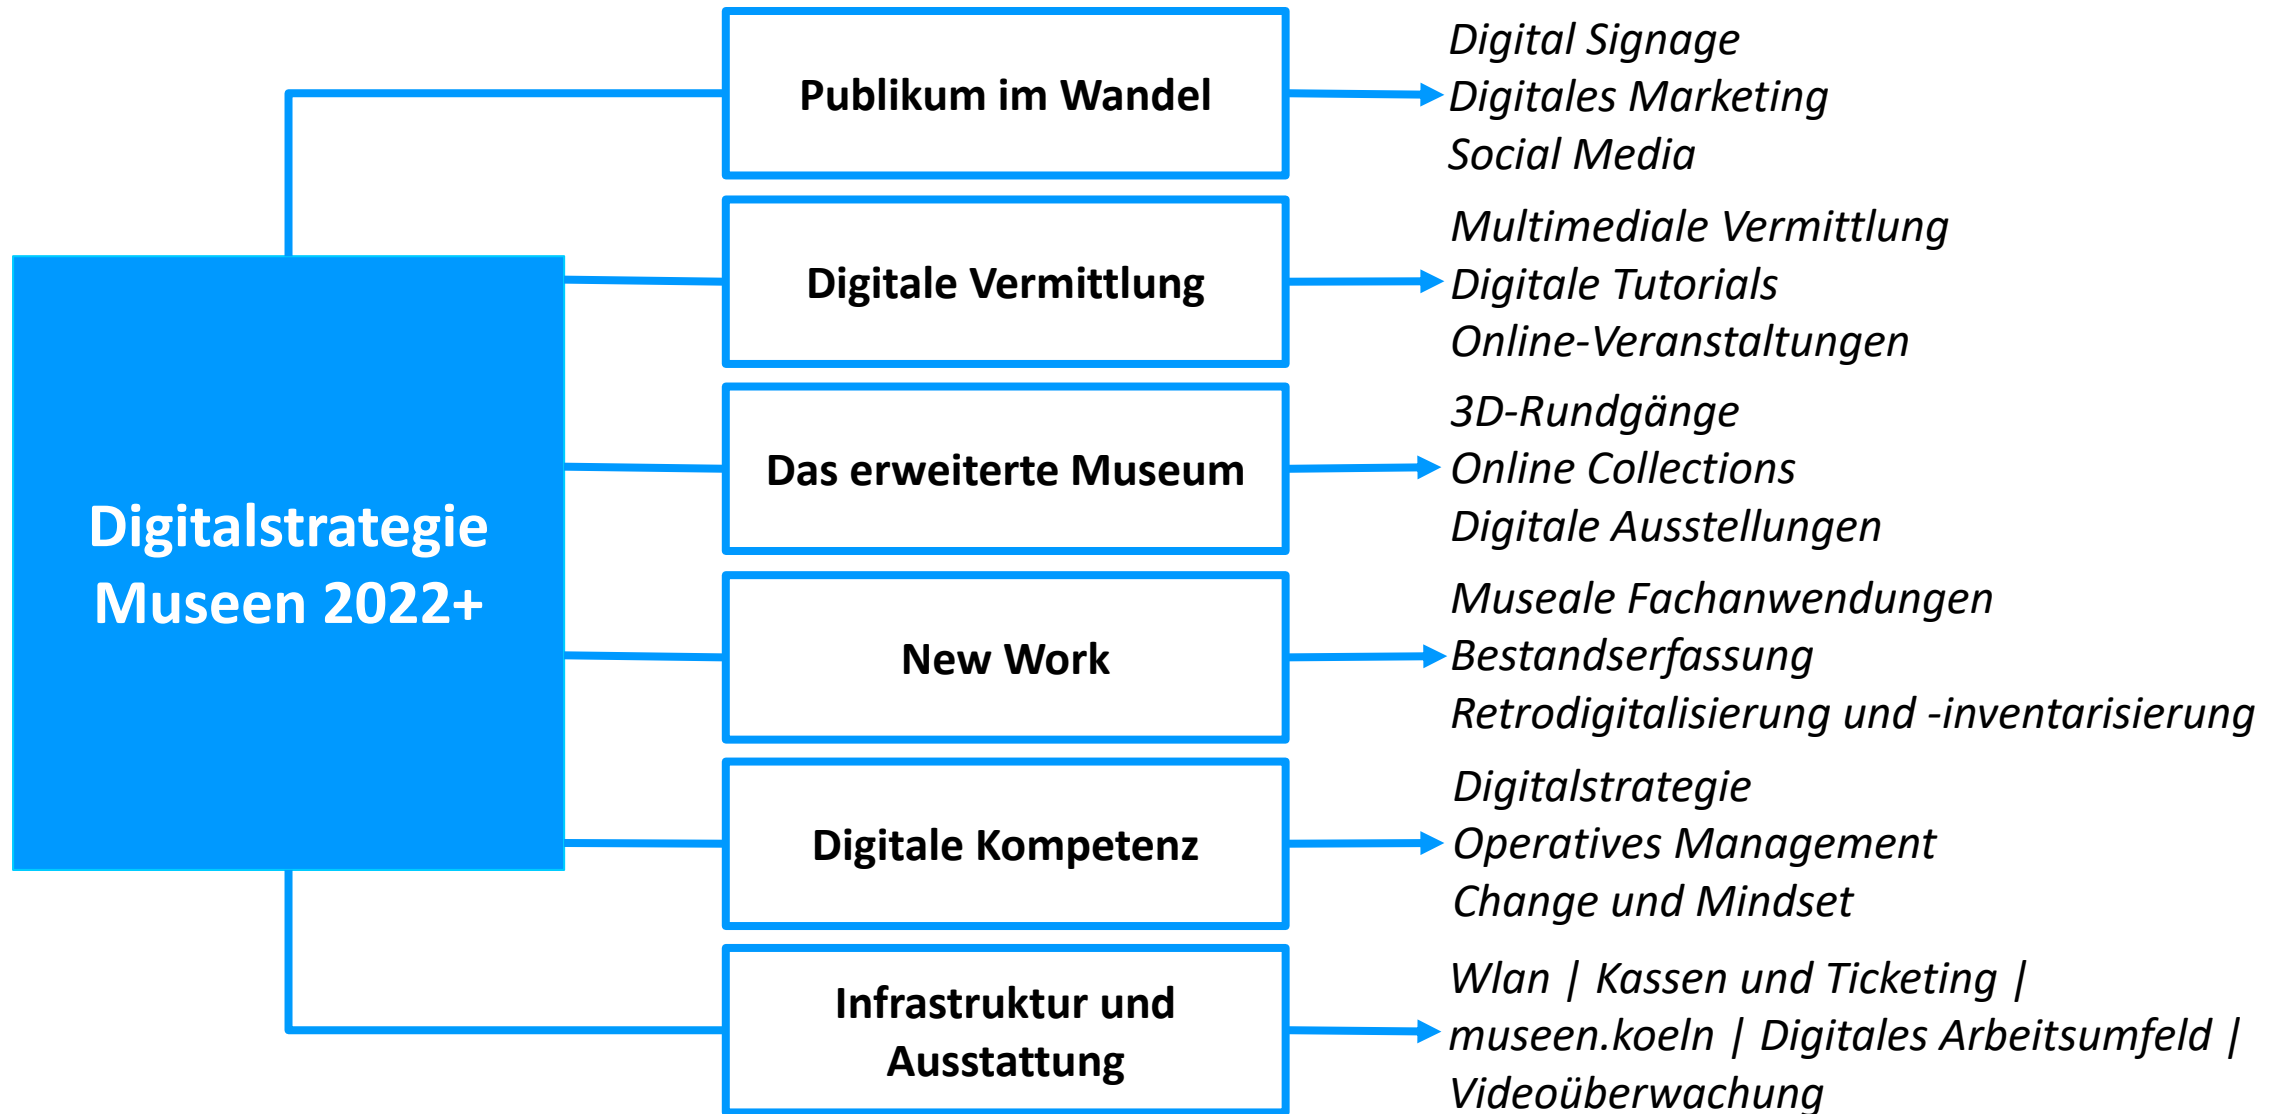 Digitalstrategie
Museen 2022+
Publikum im Wandel
Digital Signage
Digitales Marketing
Social Media
Digitale Vermittlung
Multimediale Vermittlung
Digitale Tutorials
Online-Veranstaltungen
Das erweiterte Museum
3D-Rundgänge
Online Collections
Digitale Ausstellungen
New Work
Museale Fachanwendungen
Bestandserfassung
Retrodigitalisierung und -inventarisierung
Digitale Kompetenz
Digitalstrategie
Operatives Management
Change und Mindset
Infrastruktur und
Ausstattung
Wlan | Kassen und Ticketing |
museen.koeln | Digitales Arbeitsumfeld |
Videoüberwachung